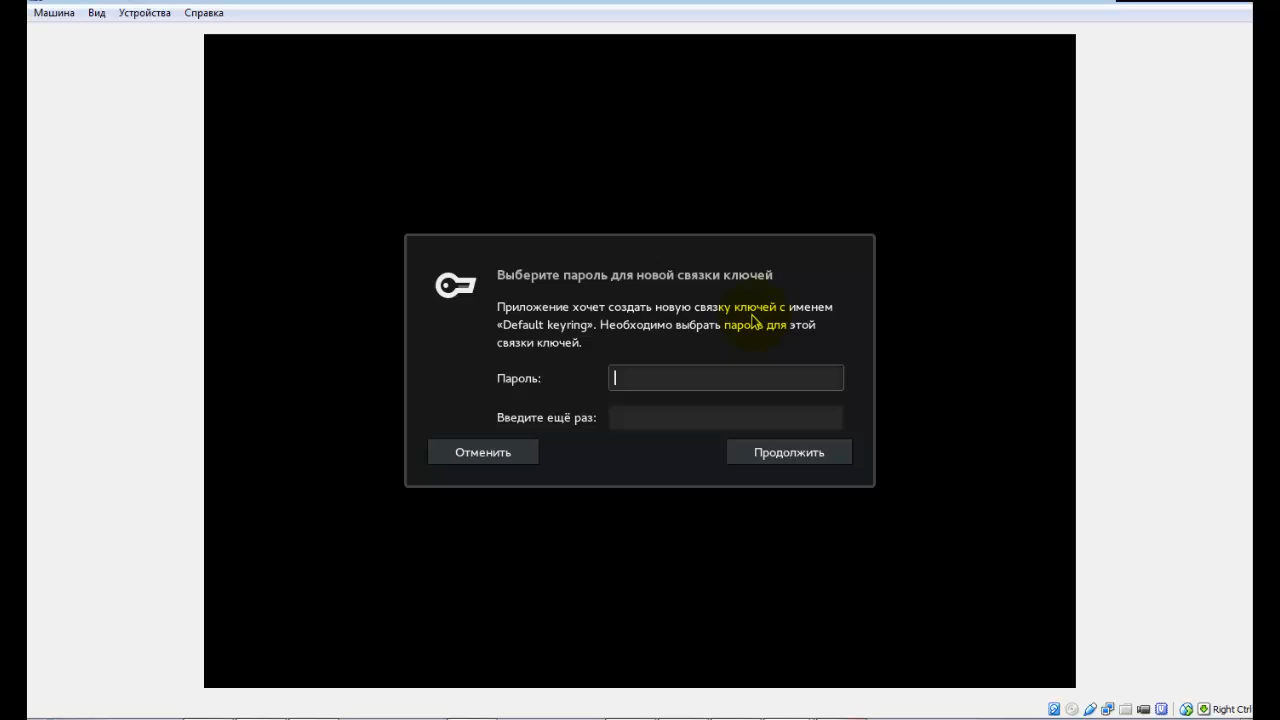 Машина Вид Устройства Справка
Выберите пароль для новой связки ключей
Приложение хочет создать новую связку ключей с именем
«Default keyring». Необходимо выбрать пароль для этой
связки ключей.
Пароль:
Введите ещё раз:
Отменить Продолжить
Right Ctrl